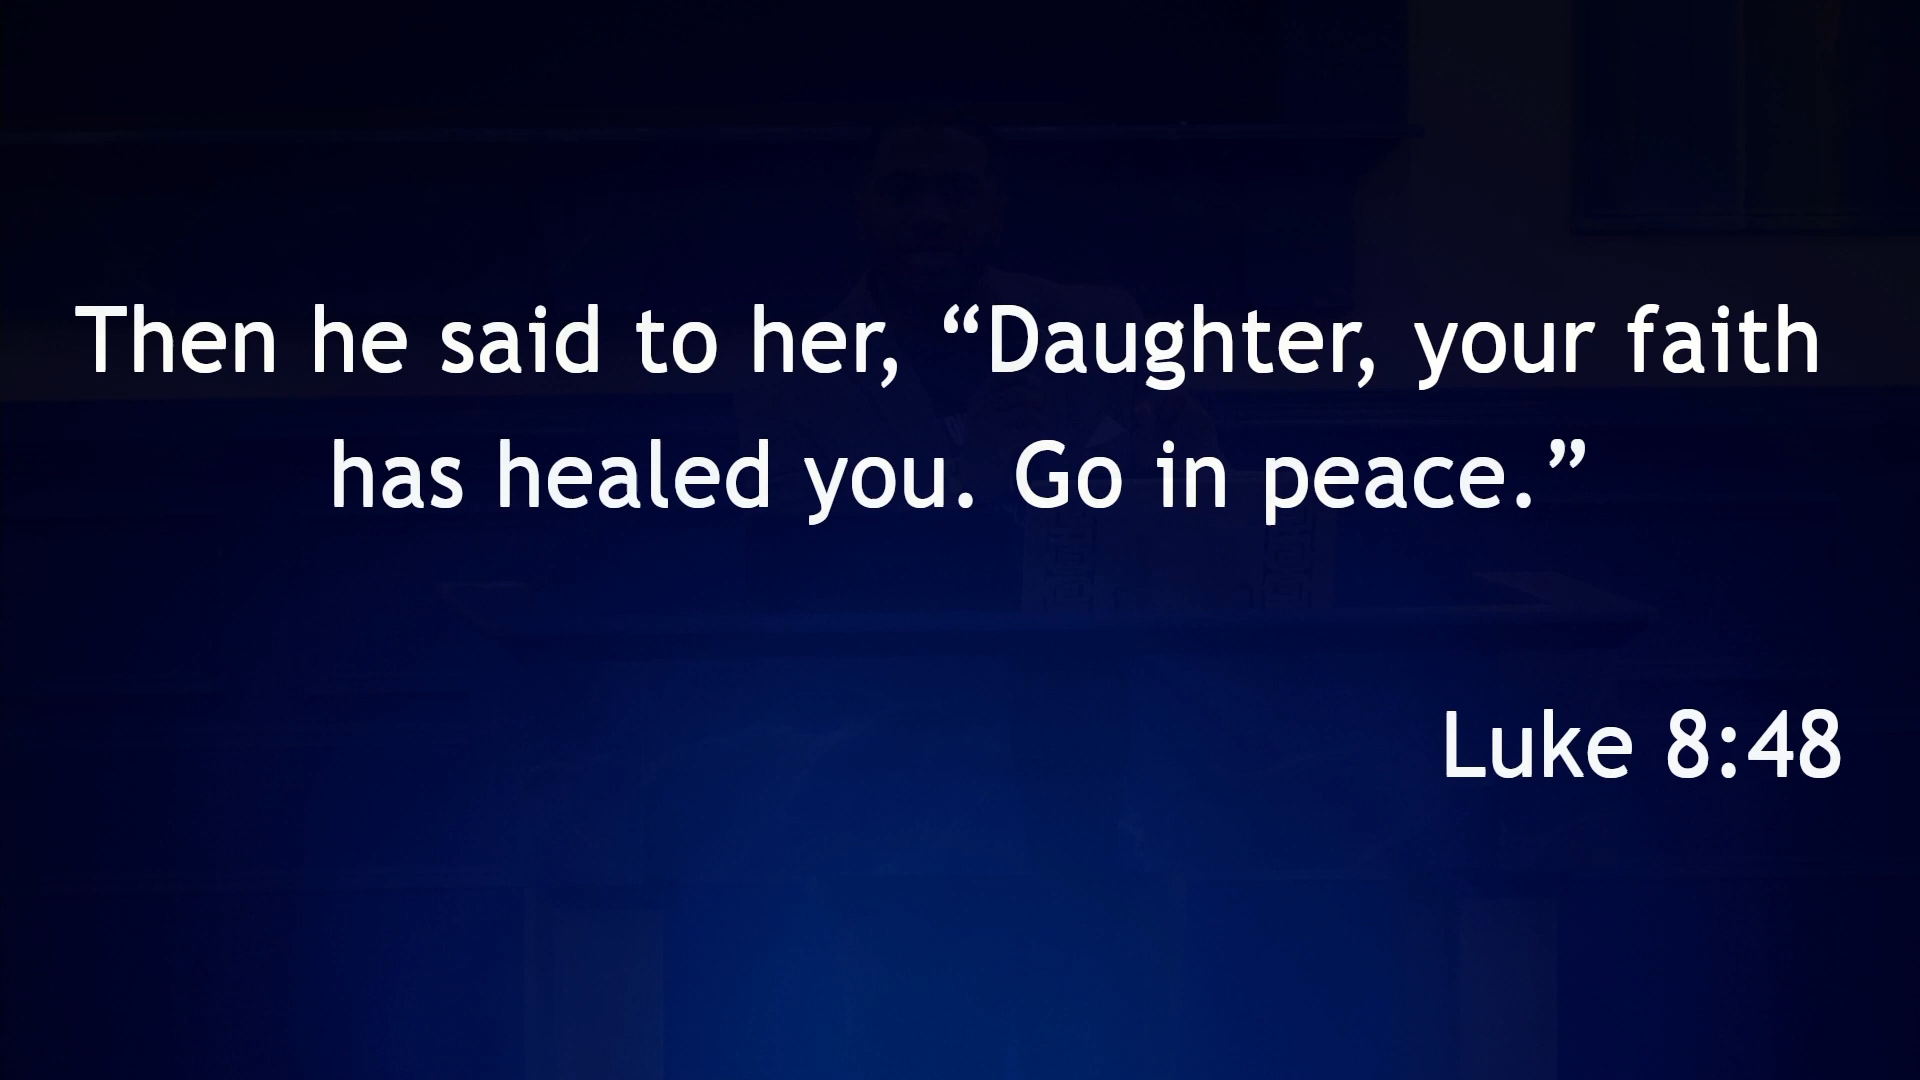 Then he said to her, “Daughter, your faith
has healed you. Go in peace.”
Luke 8:48